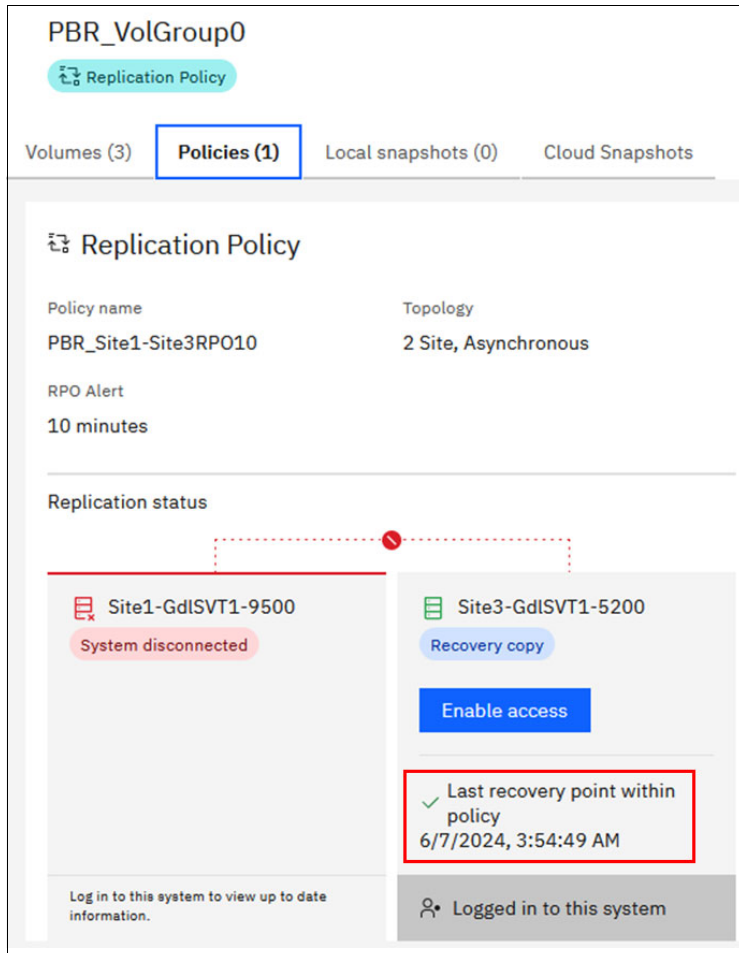 PBR_VolGroup0
Replication Policy
Volumes (3) Policies (1) Local snapshots (0) Cloud Snapshots
Replication Policy
Policy name Topology
PBR_Site1-Site3RPO10 2 Site, Asynchronous
RPO Alert
10 minutes
Replication status
Site1-GdlSVT1-9500
System disconnected
Log in to this system to view up to date
information.
Site3-GdlSVT1-5200
Recovery copy
Enable access
Last recovery point within
policy
6/7/2024, 3:54:49 AM
Logged in to this system